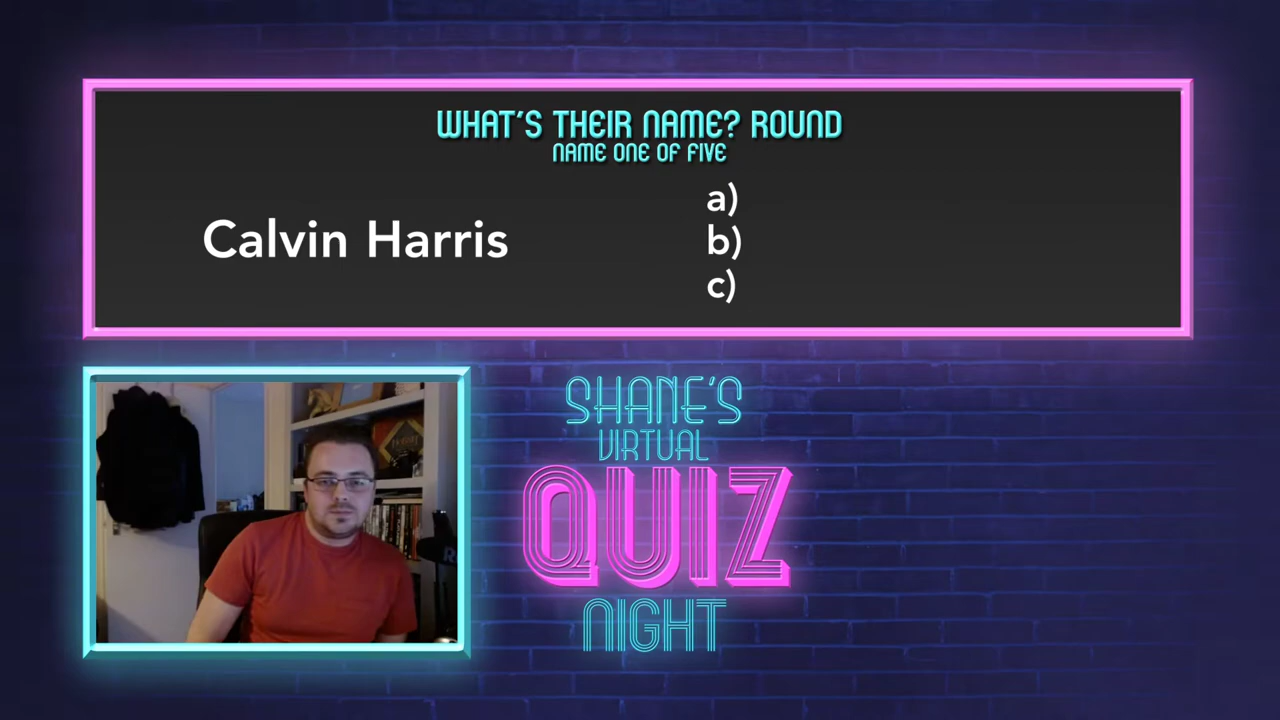 WHAT'S THEIR NAME? ROUND
NAME ONE OF FIVE
Calvin Harris
a)
b)
c)
SHANE'S
VIRTUAL
QUIZ
NIGHT